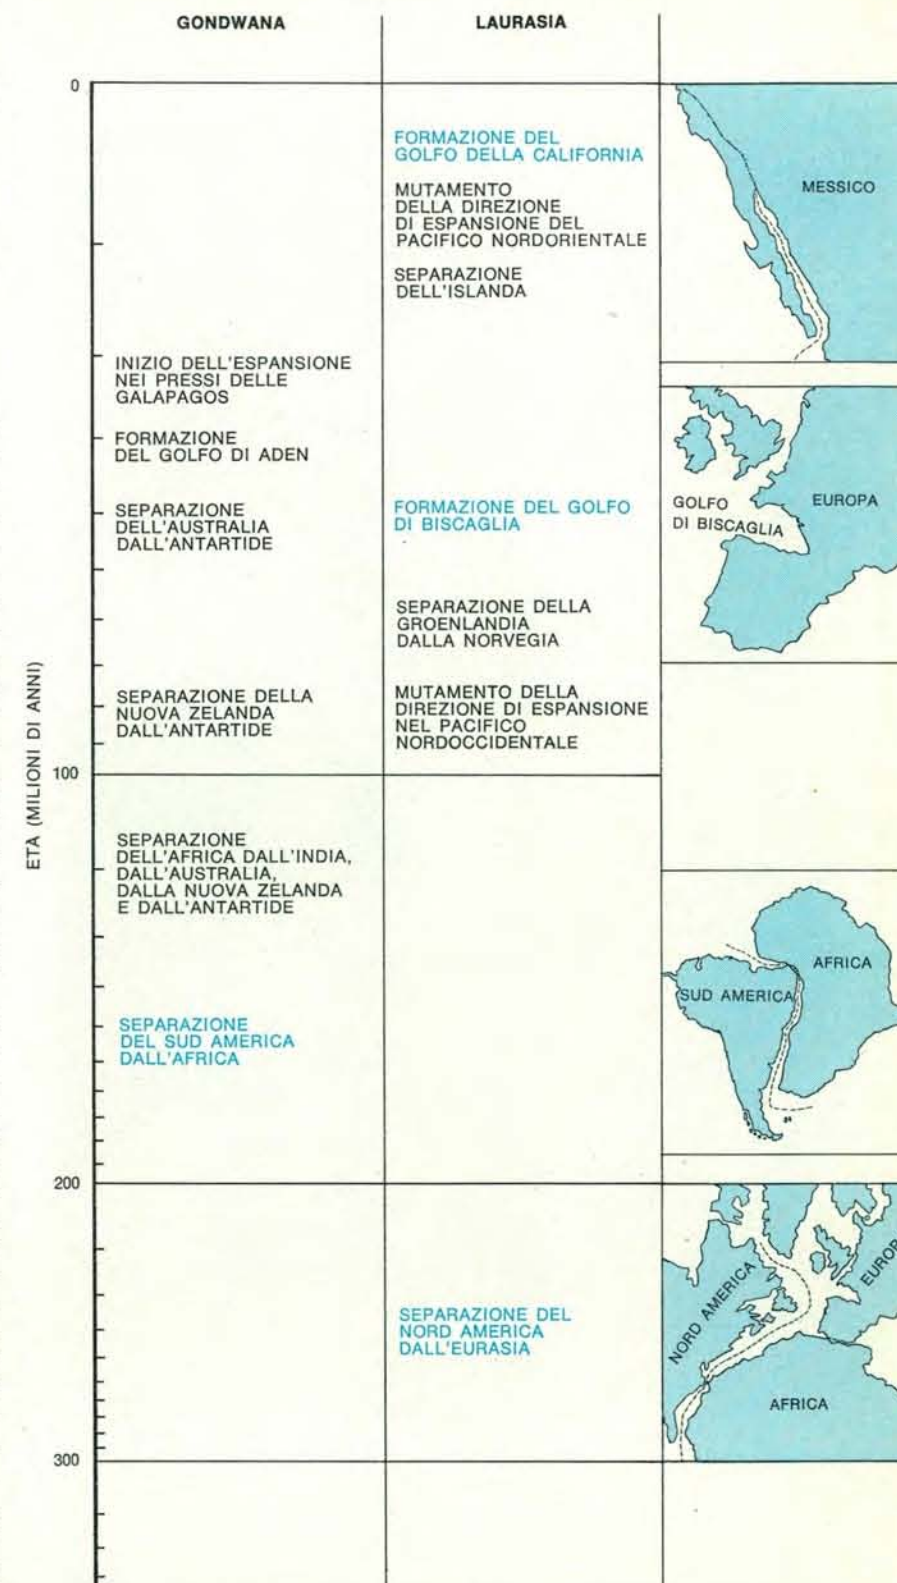 GONDWANA
LAURASIA
0
FORMAZIONE DEL
GOLFO DELLA CALIFORNIA
MUTAMENTO
DELLA DIREZIONE
DI ESPANSIONE DEL
PACIFICO NORDORIENTALE
SEPARAZIONE
DELL'ISLANDA
MESSICO
INIZIO DELL'ESPANSIONE
NEI PRESSI DELLE
GALAPAGOS
FORMAZIONE
DEL GOLFO DI ADEN
SEPARAZIONE
DELL'AUSTRALIA
DALL'ANTARTIDE
FORMAZIONE DEL GOLFO
DI BISCAGLIA
GOLFO
DI BISCAGLIA
EUROPA
SEPARAZIONE DELLA
GROENLANDIA
DALLA NORVEGIA
SEPARAZIONE DELLA
NUOVA ZELANDA
DALL'ANTARTIDE
MUTAMENTO DELLA
DIREZIONE DI ESPANSIONE
NEL PACIFICO
NORDOCCIDENTALE
ETA (MILIONI DI ANNI)
100
SEPARAZIONE
DELL'AFRICA DALL'INDIA,
DALL'AUSTRALIA,
DALLA NUOVA ZELANDA
E DALL'ANTARTIDE
SEPARAZIONE
DEL SUD AMERICA
DALL'AFRICA
SUD AMERICA
AFRICA
200
SEPARAZIONE DEL
NORD AMERICA
DALL'EURASIA
NORD AMERICA
EUROP
AFRICA
300